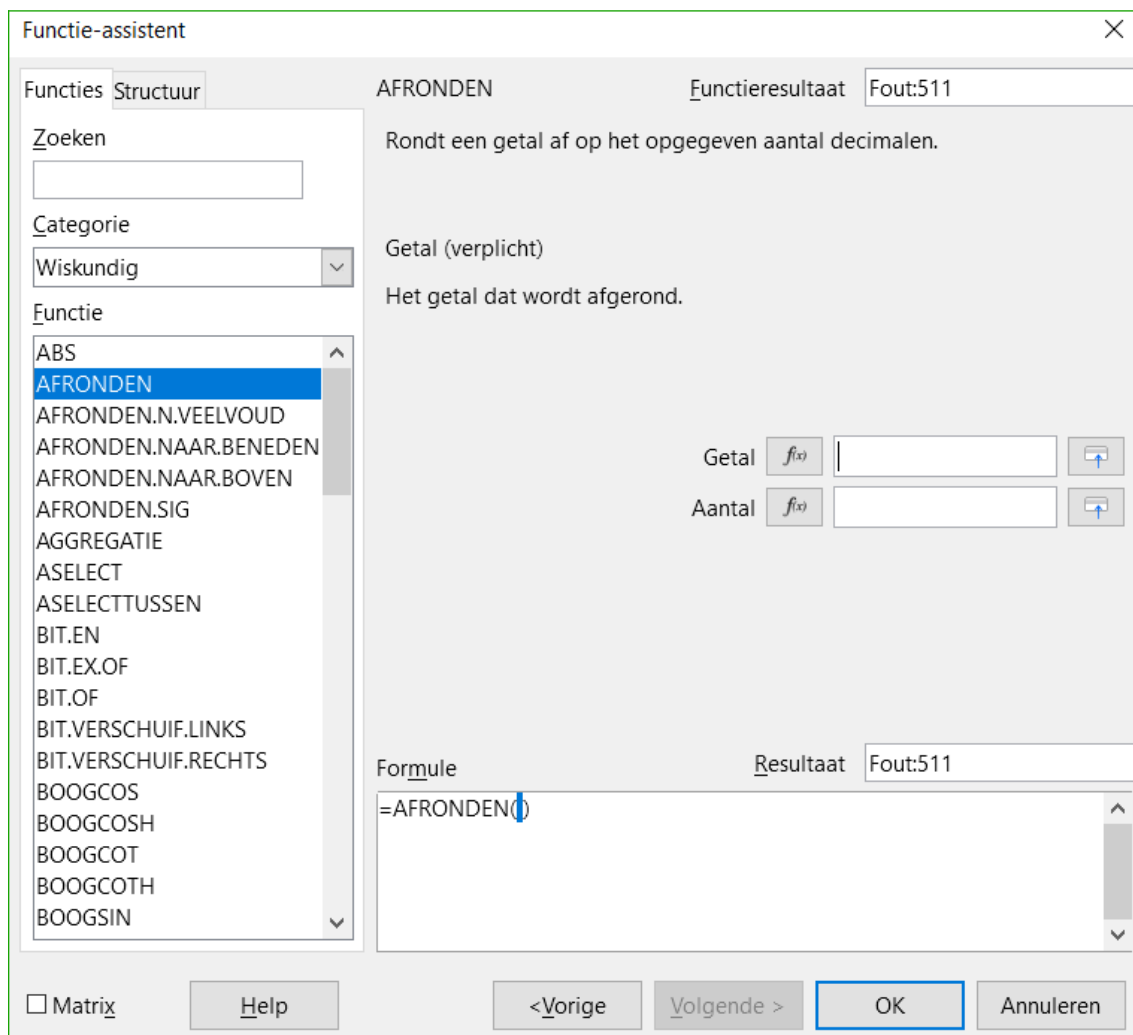 Functie-assistent
Functies Structuur
Zoeken
Categorie
Wiskundig
Functie
ABS
AFRONDEN
AFRONDEN.N.VEELVOUD
AFRONDEN.NAAR.BENEDEN
AFRONDEN.NAAR.BOVEN
AFRONDEN.SIG
AGGREGATIE
ASELECT
ASELECTTUSSEN
BIT.EN
BIT.EX.OF
BIT.OF
BIT.VERSCHUIF.LINKS
BIT.VERSCHUIF.RECHTS
BOOGCOS
BOOGCOSH
BOOGCOT
BOOGCOTH
BOOGSIN
AFRONDEN Functieresultaat Fout:511
Rondt een getal af op het opgegeven aantal decimalen.
Getal (verplicht)
Het getal dat wordt afgerond.
Getal f(x)
Aantal f(x)
Formule Resultaat Fout:511
=AFRONDEN()
Matrix Help <Vorige Volgende > OK Annuleren